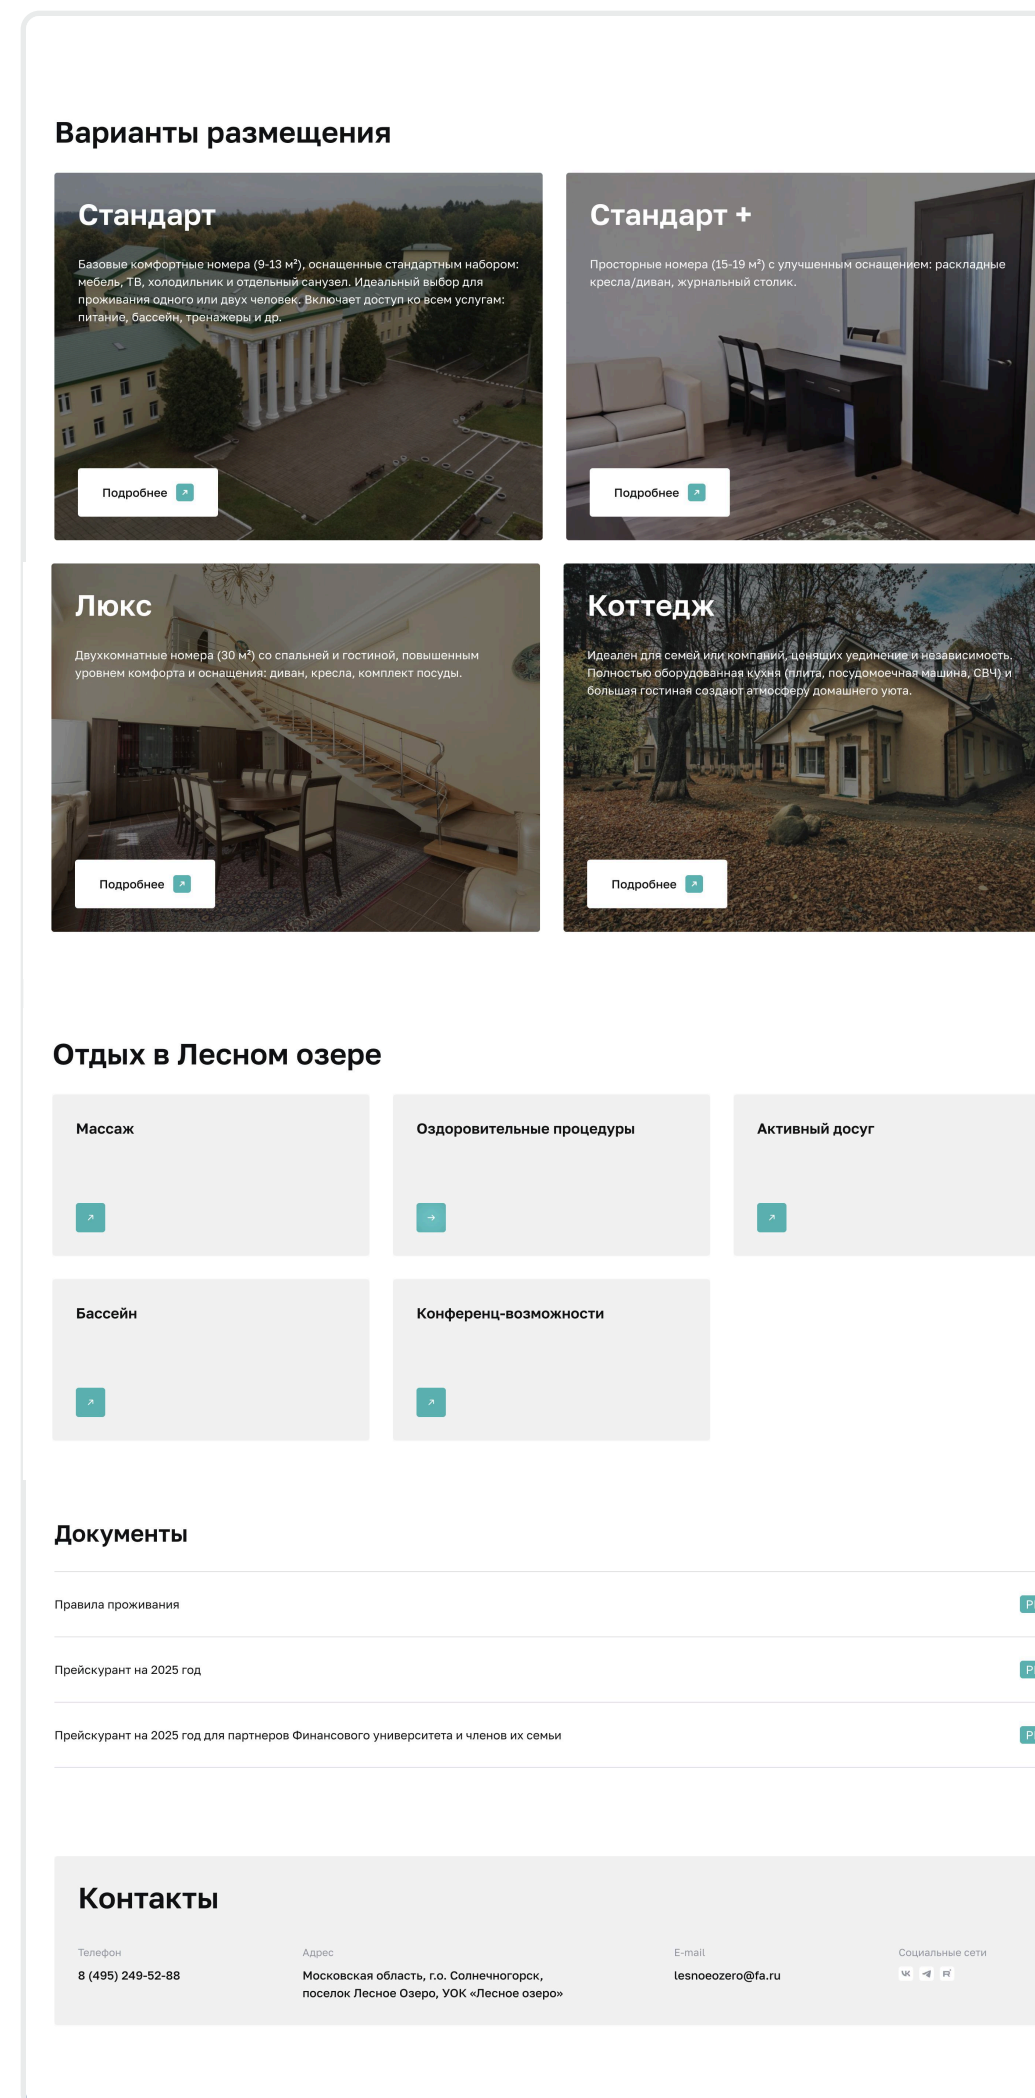 Варианты размещения
Стандарт
Базовые комфортные номера (9-13 м²), оснащенные стандартным набором:
мебель, ТВ, холодильник и отдельный санузел. Идеальный выбор для
проживания одного или двух человек. Включает доступ ко всем услугам:
питание, бассейн, тренажеры и др.
Подробнее
Стандарт +
Просторные номера (15-19 м²) с улучшенным оснащением: раскладные
кресла/диван, журнальный столик.
Подробнее
Люкс
Двухкомнатные номера (30 м²) со спальней и гостиной, повышенным
уровнем комфорта и оснащения: диван, кресла, комплект посуды.
Подробнее
Коттедж
Идеален для семей или компаний, ценящих уединение и независимость.
Полностью оборудованная кухня (плита, посудомоечная машина, СВЧ) и
большая гостиная создают атмосферу домашнего уюта.
Подробнее
Отдых в Лесном озере
Массаж
Оздоровительные процедуры
Активный досуг
Бассейн
Конференц-возможности
Документы
Правила проживания
Прейскурант на 2025 год
Прейскурант на 2025 год для партнеров Финансового университета и членов их семьи
Контакты
Телефон
8 (495) 249-52-88
Адрес
Московская область, г.о. Солнечногорск,
поселок Лесное Озеро, УОК «Лесное озеро»
E-mail
lesnoeozero@fa.ru
Социальные сети